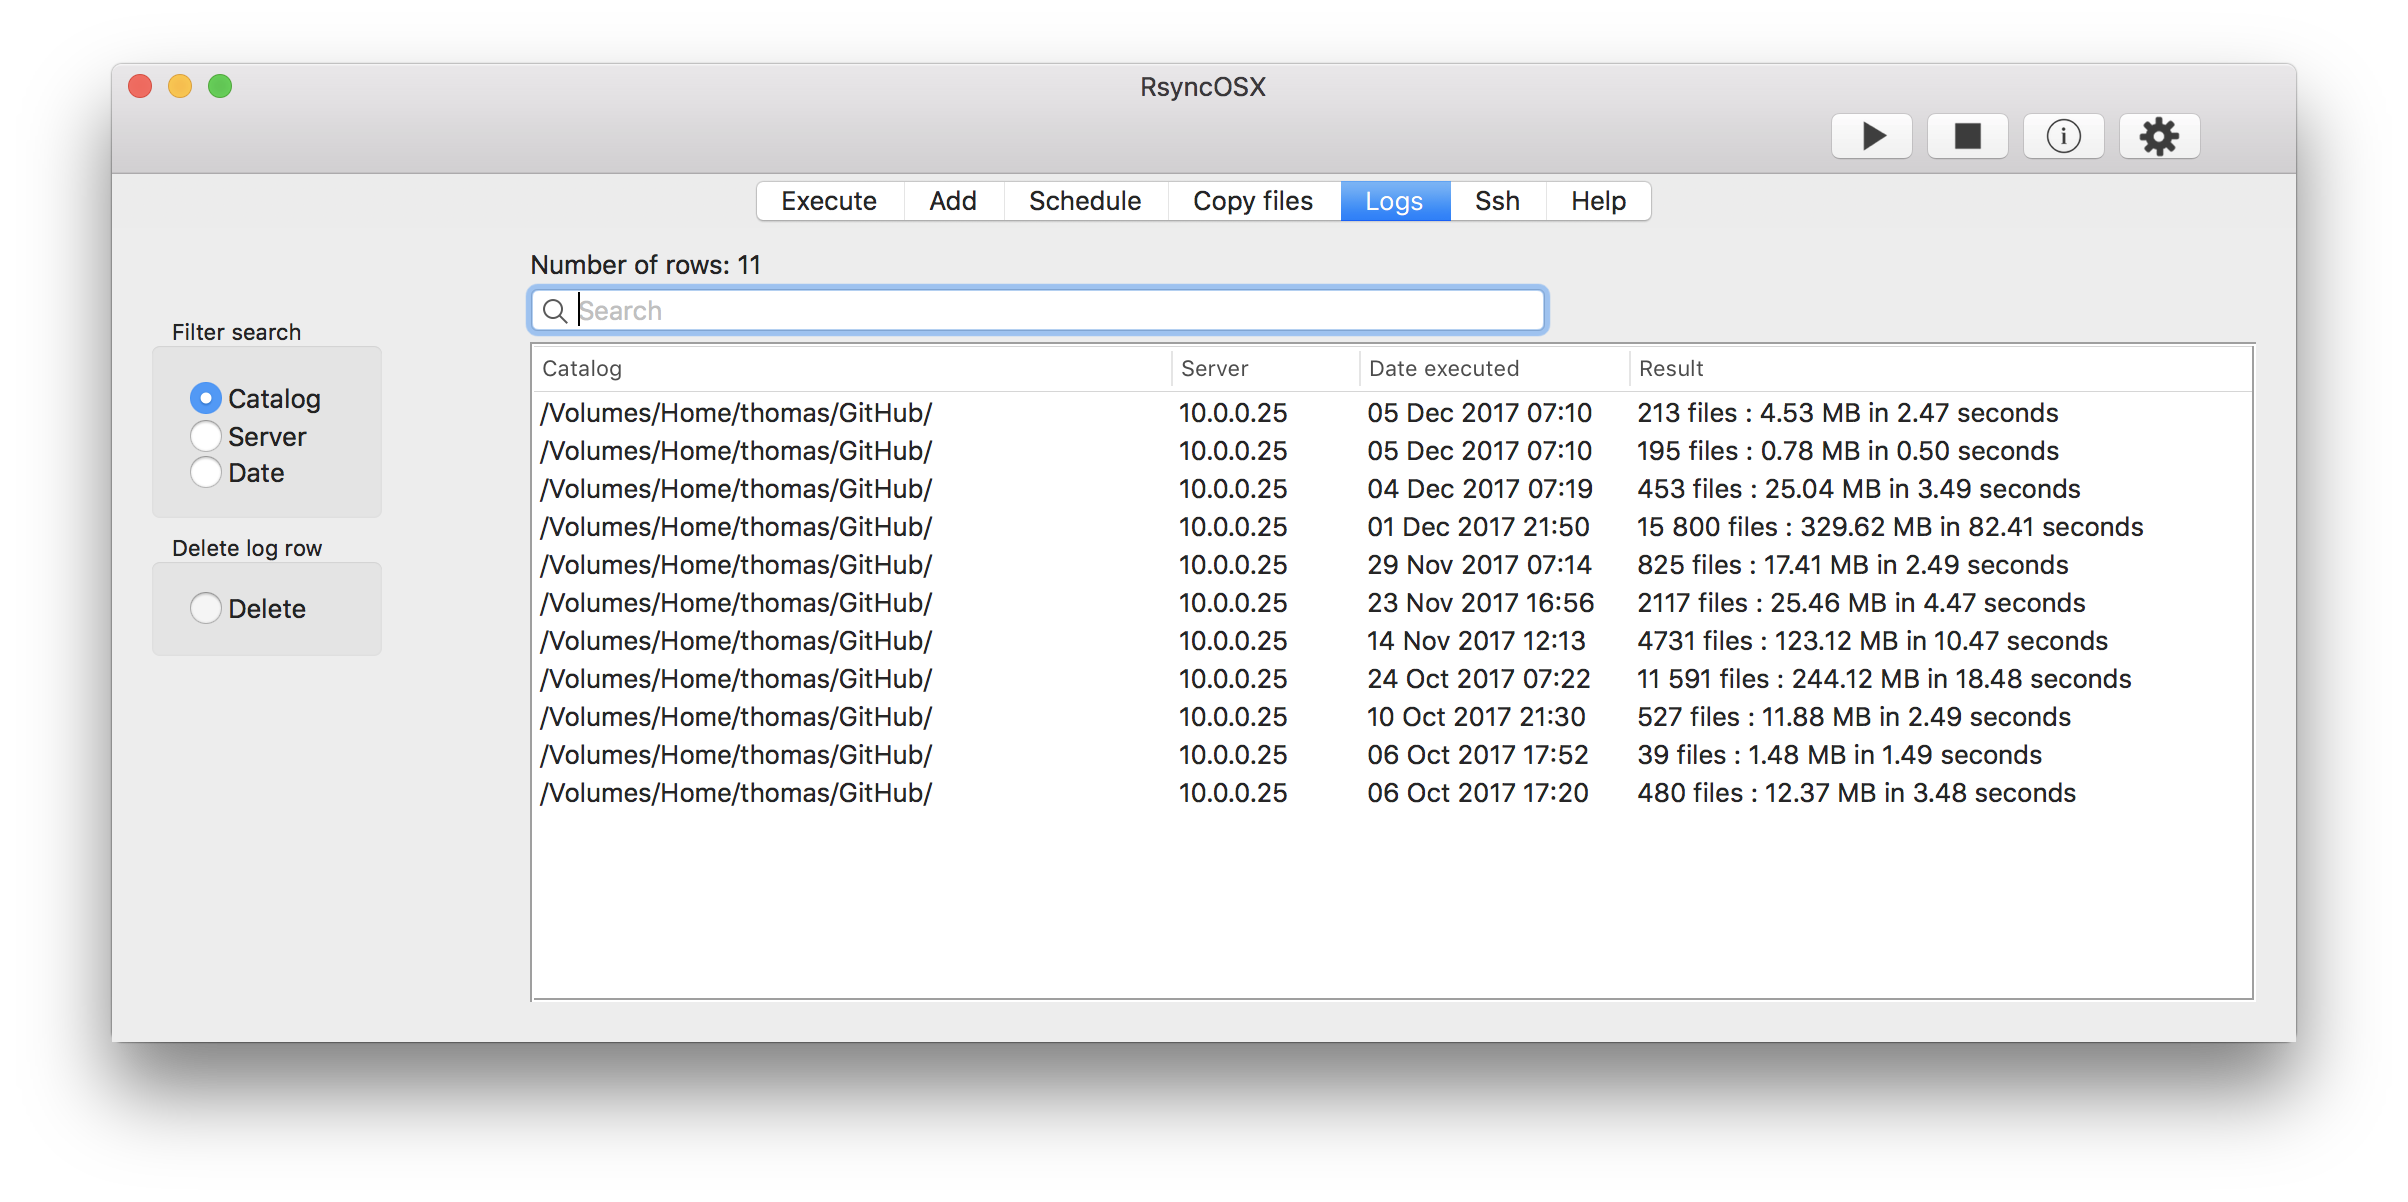 RsyncOSX
Execute Add Schedule Copy files Logs Ssh Help
Number of rows: 11
Search
Filter search
Catalog
Server
Date
Delete log row
Delete
Catalog Server Date executed Result
/Volumes/Home/thomas/GitHub/ 10.0.0.25 05 Dec 2017 07:10 213 files : 4.53 MB in 2.47 seconds
/Volumes/Home/thomas/GitHub/ 10.0.0.25 05 Dec 2017 07:10 195 files : 0.78 MB in 0.50 seconds
/Volumes/Home/thomas/GitHub/ 10.0.0.25 04 Dec 2017 07:19 453 files : 25.04 MB in 3.49 seconds
/Volumes/Home/thomas/GitHub/ 10.0.0.25 01 Dec 2017 21:50 15 800 files : 329.62 MB in 82.41 seconds
/Volumes/Home/thomas/GitHub/ 10.0.0.25 29 Nov 2017 07:14 825 files : 17.41 MB in 2.49 seconds
/Volumes/Home/thomas/GitHub/ 10.0.0.25 23 Nov 2017 16:56 2117 files : 25.46 MB in 4.47 seconds
/Volumes/Home/thomas/GitHub/ 10.0.0.25 14 Nov 2017 12:13 4731 files : 123.12 MB in 10.47 seconds
/Volumes/Home/thomas/GitHub/ 10.0.0.25 24 Oct 2017 07:22 11 591 files : 244.12 MB in 18.48 seconds
/Volumes/Home/thomas/GitHub/ 10.0.0.25 10 Oct 2017 21:30 527 files : 11.88 MB in 2.49 seconds
/Volumes/Home/thomas/GitHub/ 10.0.0.25 06 Oct 2017 17:52 39 files : 1.48 MB in 1.49 seconds
/Volumes/Home/thomas/GitHub/ 10.0.0.25 06 Oct 2017 17:20 480 files : 12.37 MB in 3.48 seconds